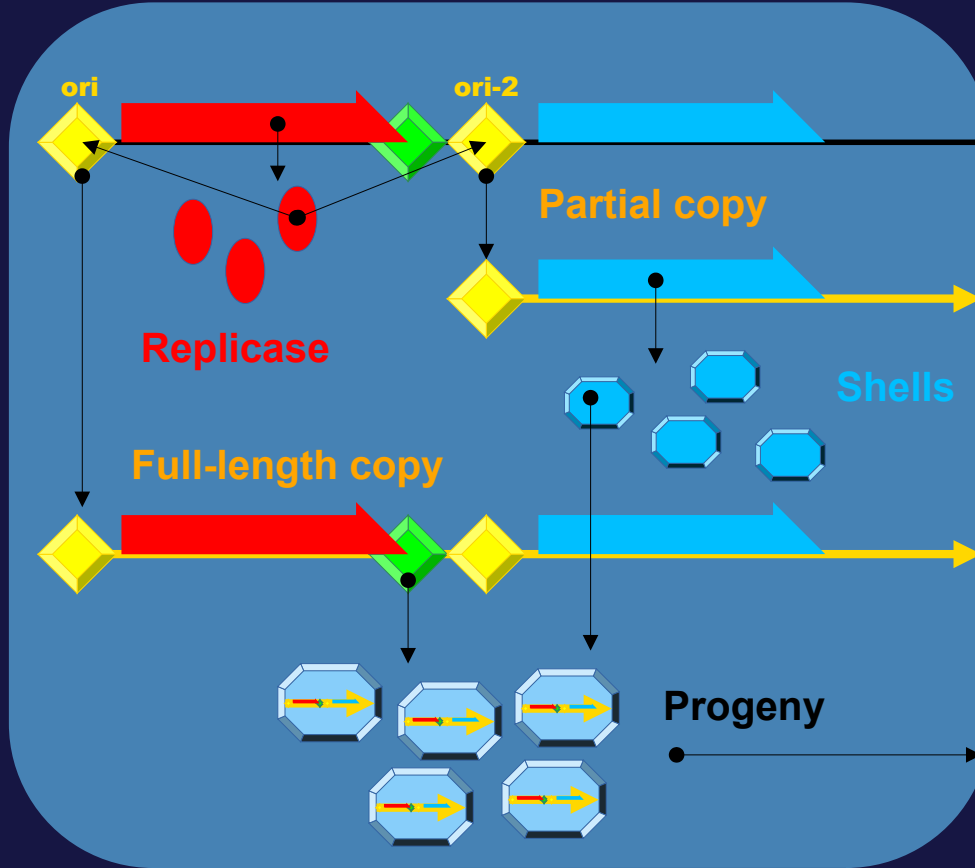 ori
ori-2
Partial copy
Replicase
Shells
Full-length copy
Progeny